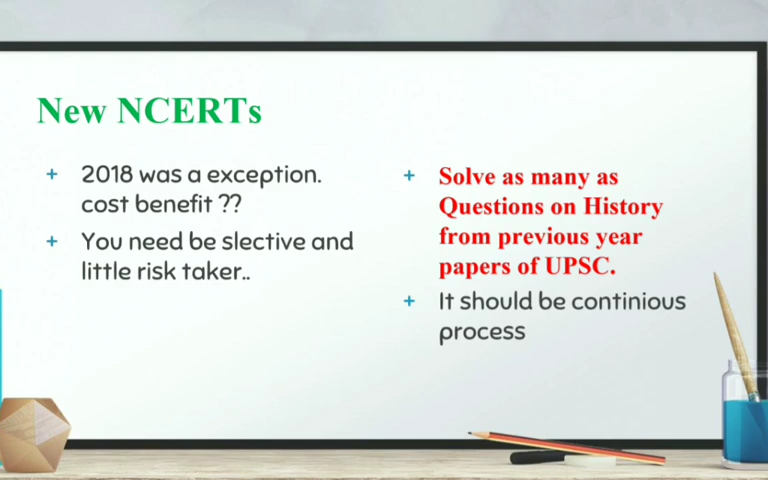 New NCERTs
+ 2018 was a exception.
cost benefit ??
+ You need be slective and
little risk taker..
+ Solve as many as
Questions on History
from previous year
papers of UPSC.
+ It should be continious
process